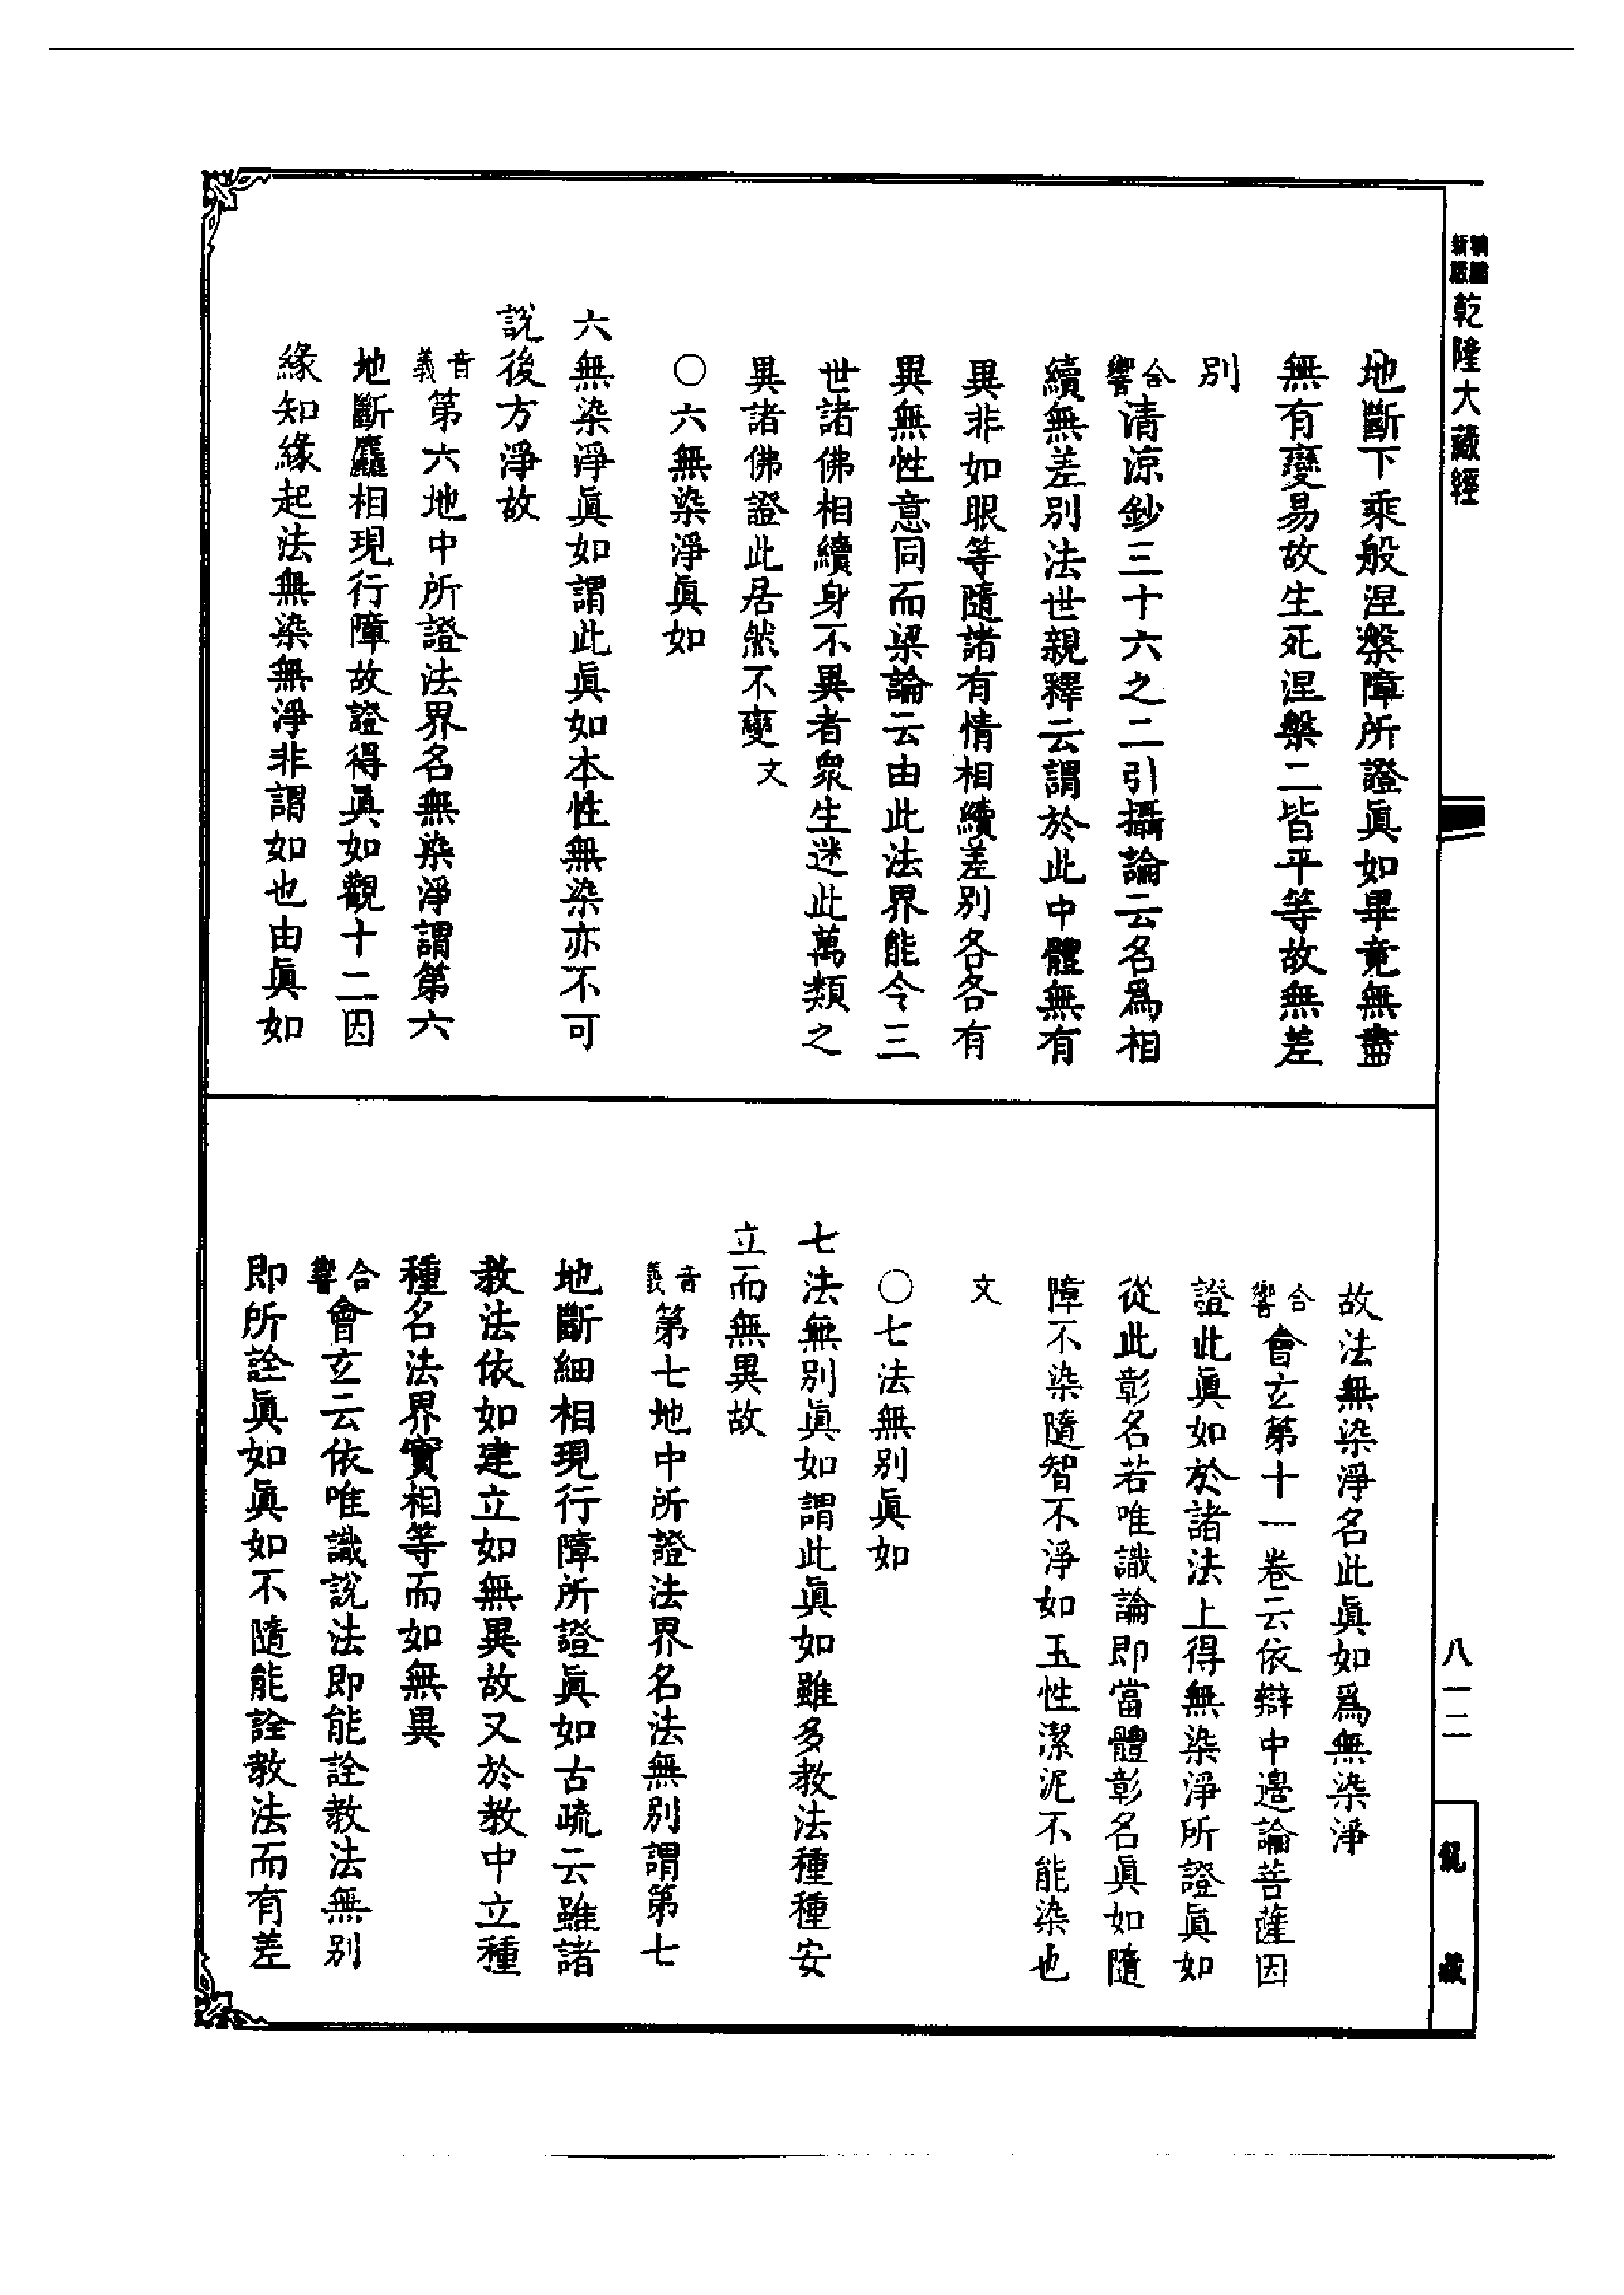 新版
乾隆大藏經
地斷下乘般涅槃障所證眞如畢竟無盡
無有變易故生死涅槃二皆平等故無差
別
合響清涼鈔三十六之二引攝論云名爲相
續無差別法世親釋云謂於此中體無有
異非如眼等隨諸有情相續差別各各有
異無性意同而梁論云由此法界能令三
世諸佛相續身不異者衆生迷此萬類之
異諸佛證此居然不變文
〇六無染淨眞如
六無染淨眞如謂此眞如本性無染亦不可
說後方淨故
音義第六地中所證法界名無染淨謂第六
地斷麤相現行障故證得眞如觀十二因
緣知緣起法無染無淨非謂如也由眞如
故法無染淨名此眞如爲無染淨
合響會玄第十一卷云依辯中邊論菩薩因
證此眞如於諸法上得無染淨所證眞如
從此彰名若唯識論即當體彰名眞如隨
障不染隨智不淨如玉性潔泥不能染也
文
〇七法無別眞如
七法無別眞如謂此眞如雖多教法種種安
立而無異故
音義第七地中所證法界名法無別謂第七
地斷細相現行障所證眞如古疏云雖諸
教法依如建立如無異故又於教中立種
種名法界實相等而如無異
合響會玄云依唯識說法即能詮教法無別
即所詮眞如眞如不隨能詮教法而有差
八一二
龍藏